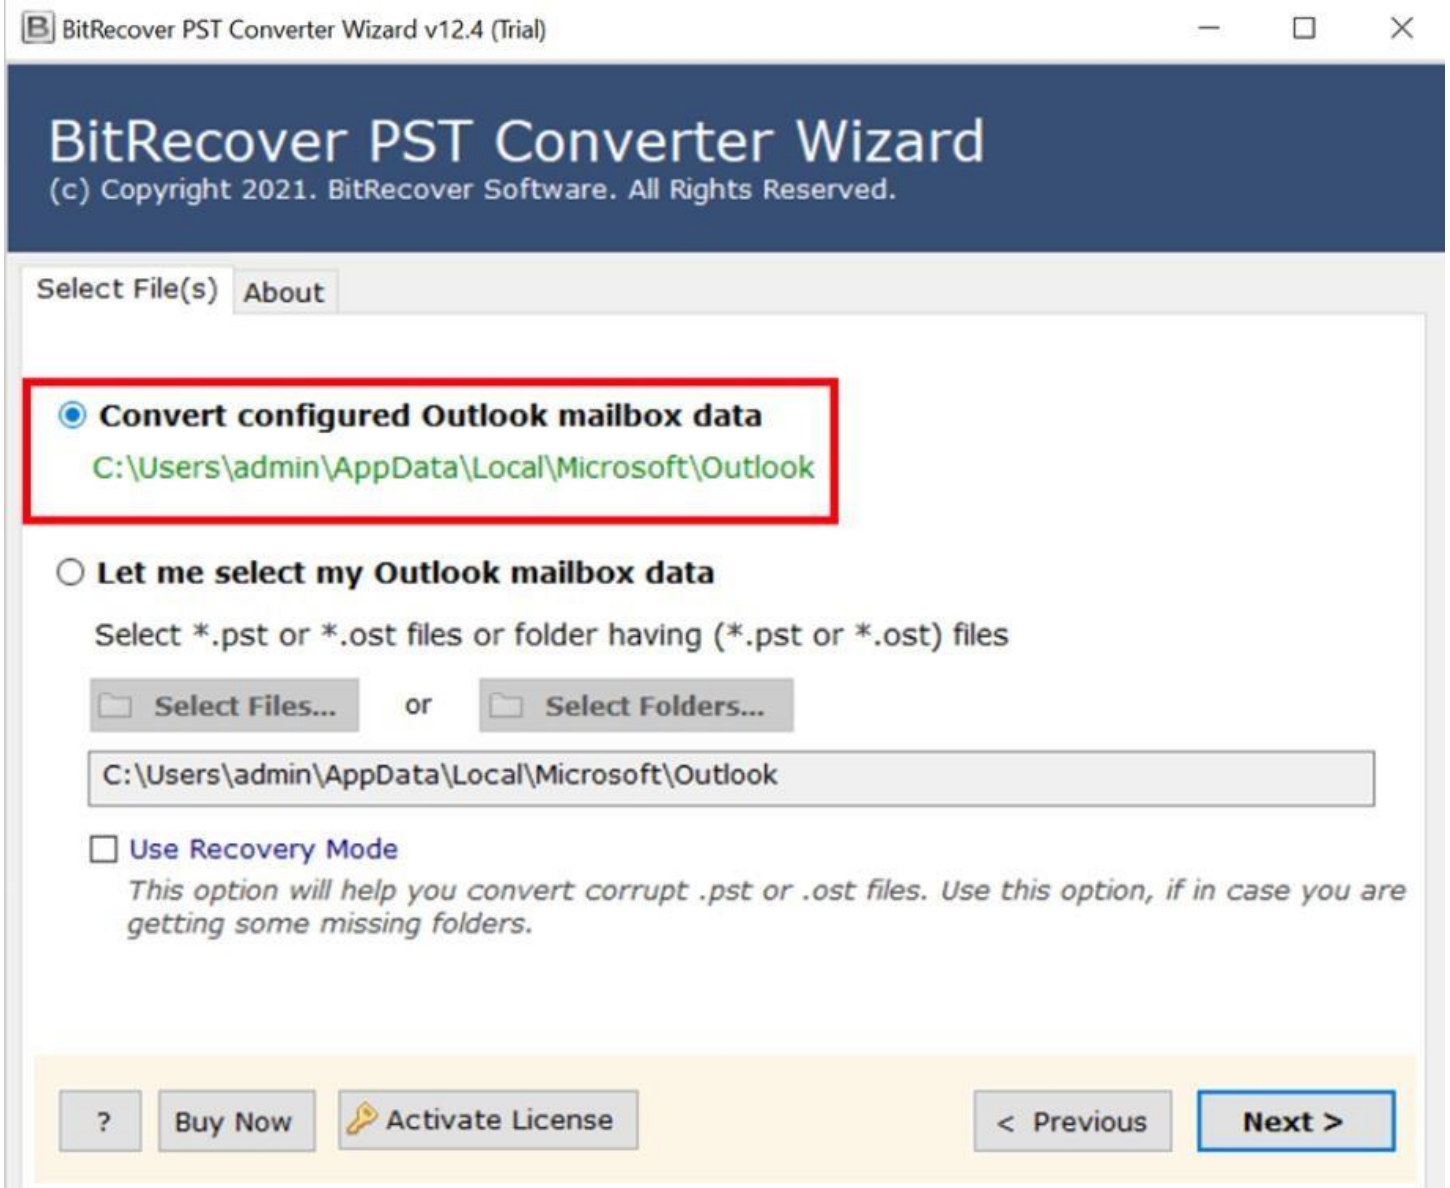 BitRecover PST Converter Wizard v12.4 (Trial)
BitRecover PST Converter Wizard
(c) Copyright 2021. BitRecover Software. All Rights Reserved.
Select File(s) About
Convert configured Outlook mailbox data
C:\Users\admin\AppData\Local\Microsoft\Outlook
Let me select my Outlook mailbox data
Select *.pst or *.ost files or folder having (*.pst or *.ost) files
Select Files... or Select Folders...
C:\Users\admin\AppData\Local\Microsoft\Outlook
Use Recovery Mode
This option will help you convert corrupt .pst or .ost files. Use this option, if in case you are
getting some missing folders.
? Buy Now Activate License < Previous Next >